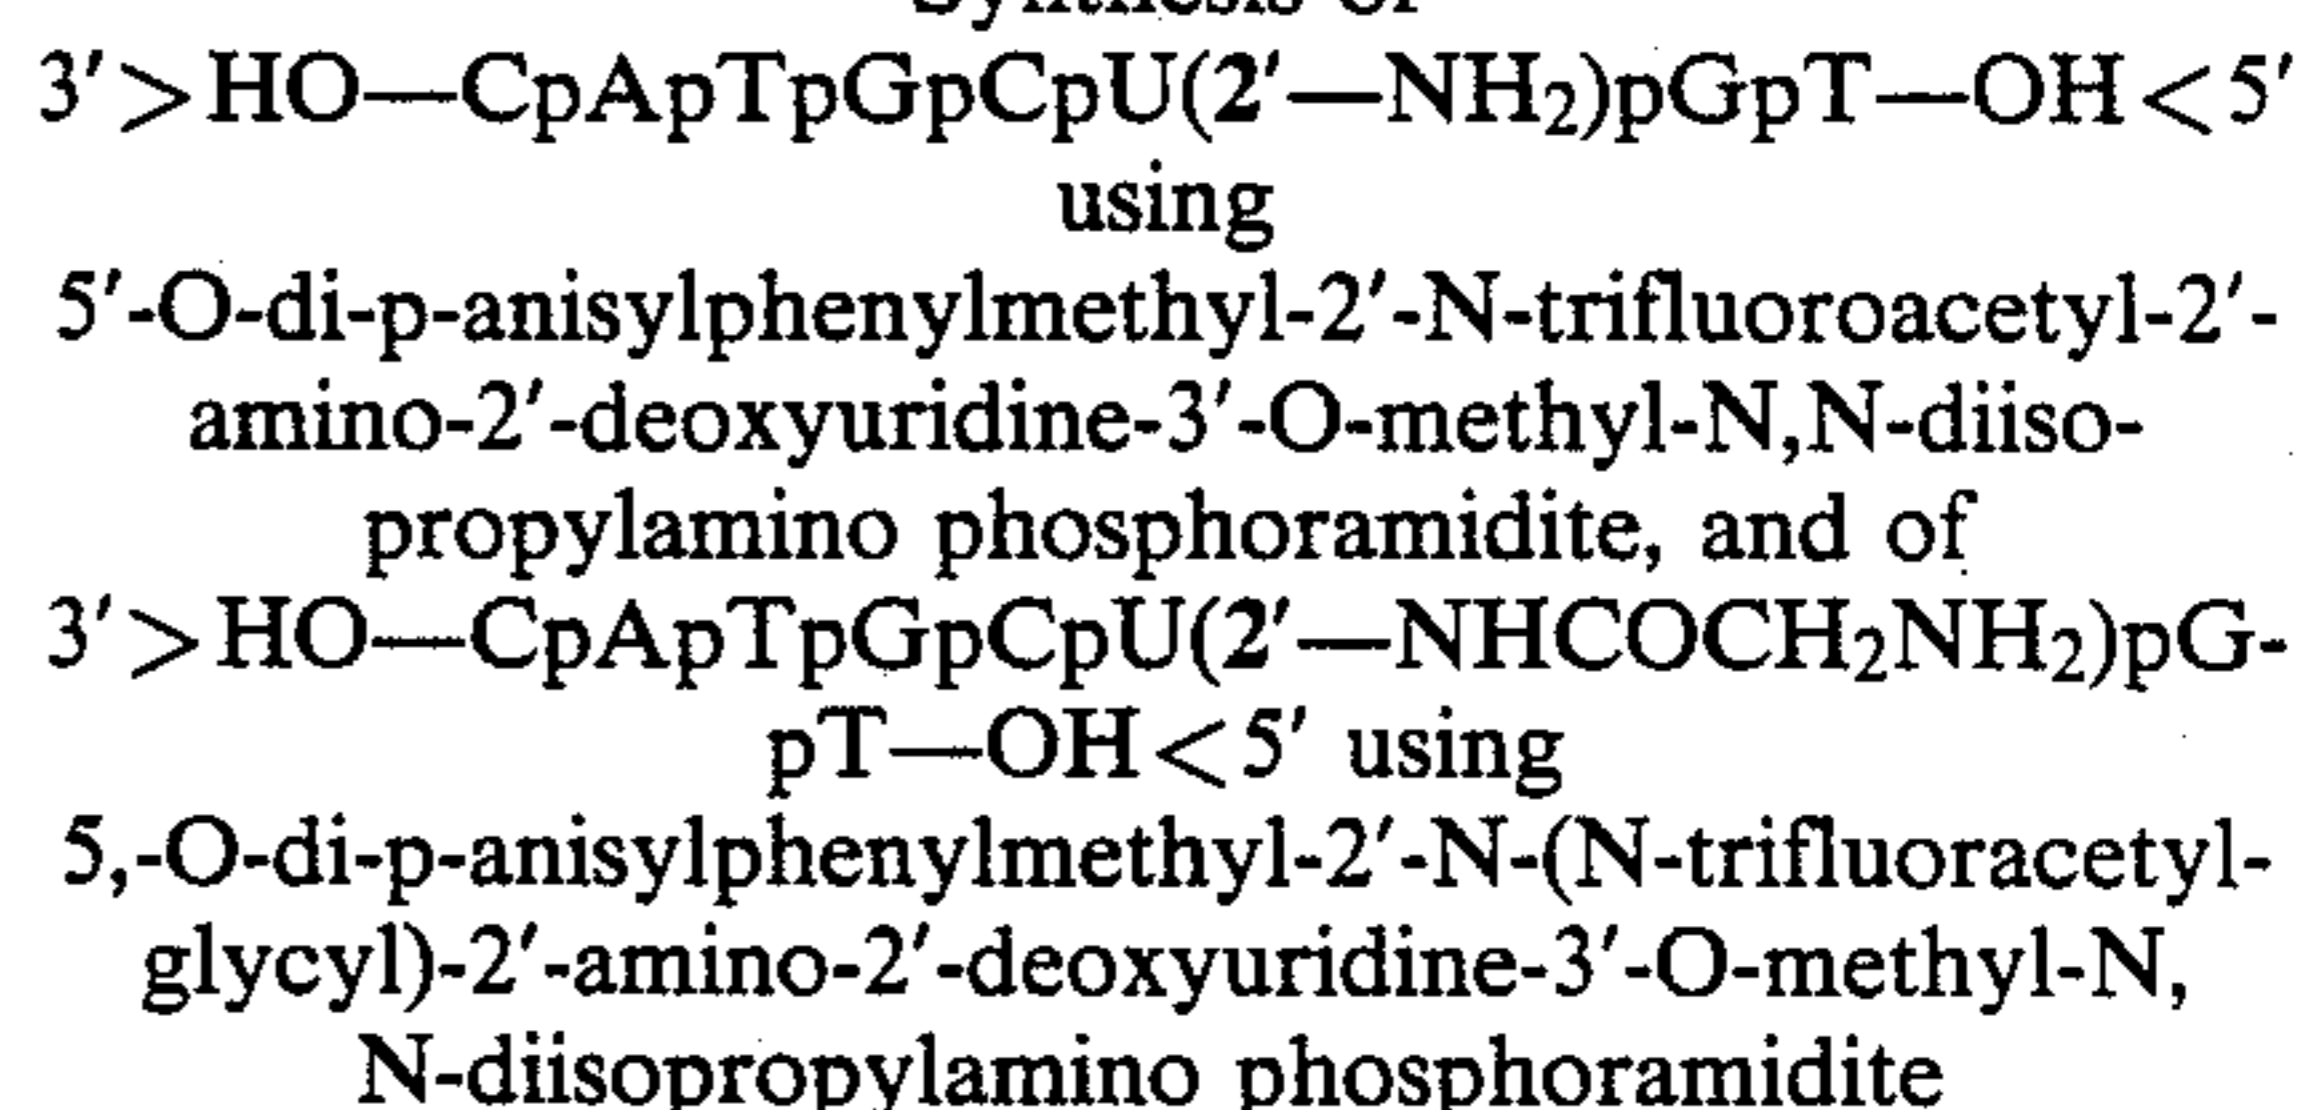 Synthesis of
3′>HO—CpApTpGpCpU(2′—NH₂)pGpT—OH<5′
using
5′-O-di-p-anisylphenylmethyl-2′-N-trifluoroacetyl-2′-
amino-2′-deoxyuridine-3′-O-methyl-N,N-diiso-
propylamino phosphoramidite, and of
3′>HO—CpApTpGpCpU(2′—NHCOCH₂NH₂)pG-
pT—OH<5′ using
5,-O-di-p-anisylphenylmethyl-2′-N-(N-trifluoracetyl-
glycyl)-2′-amino-2′-deoxyuridine-3′-O-methyl-N,
N-diisopropylamino phosphoramidite